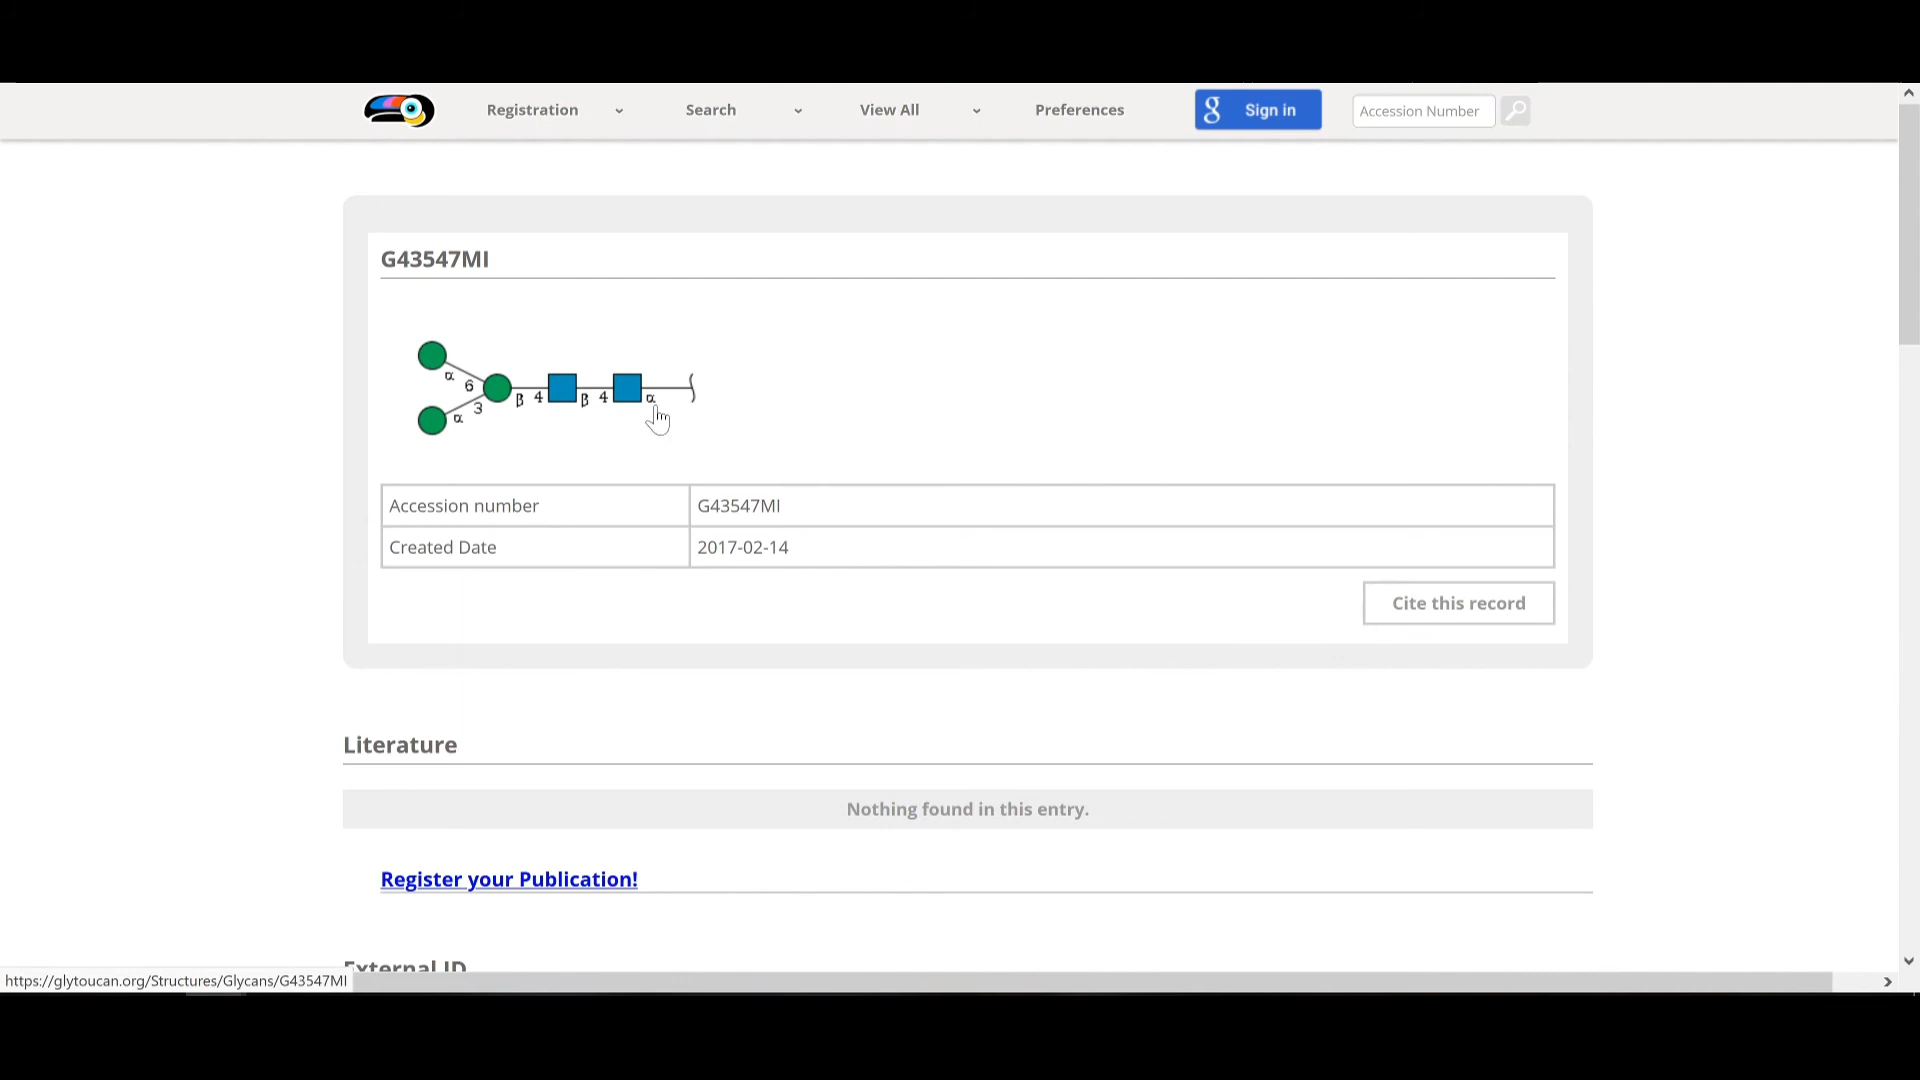 Registration Search View All Preferences g Sign in Accession Number
G43547MI
α 6
β 4 β 4 α
α 3
Accession number G43547MI
Created Date 2017-02-14
Cite this record
Literature
Nothing found in this entry.
Register your Publication!
External ID
https://glytoucan.org/Structures/Glycans/G43547MI